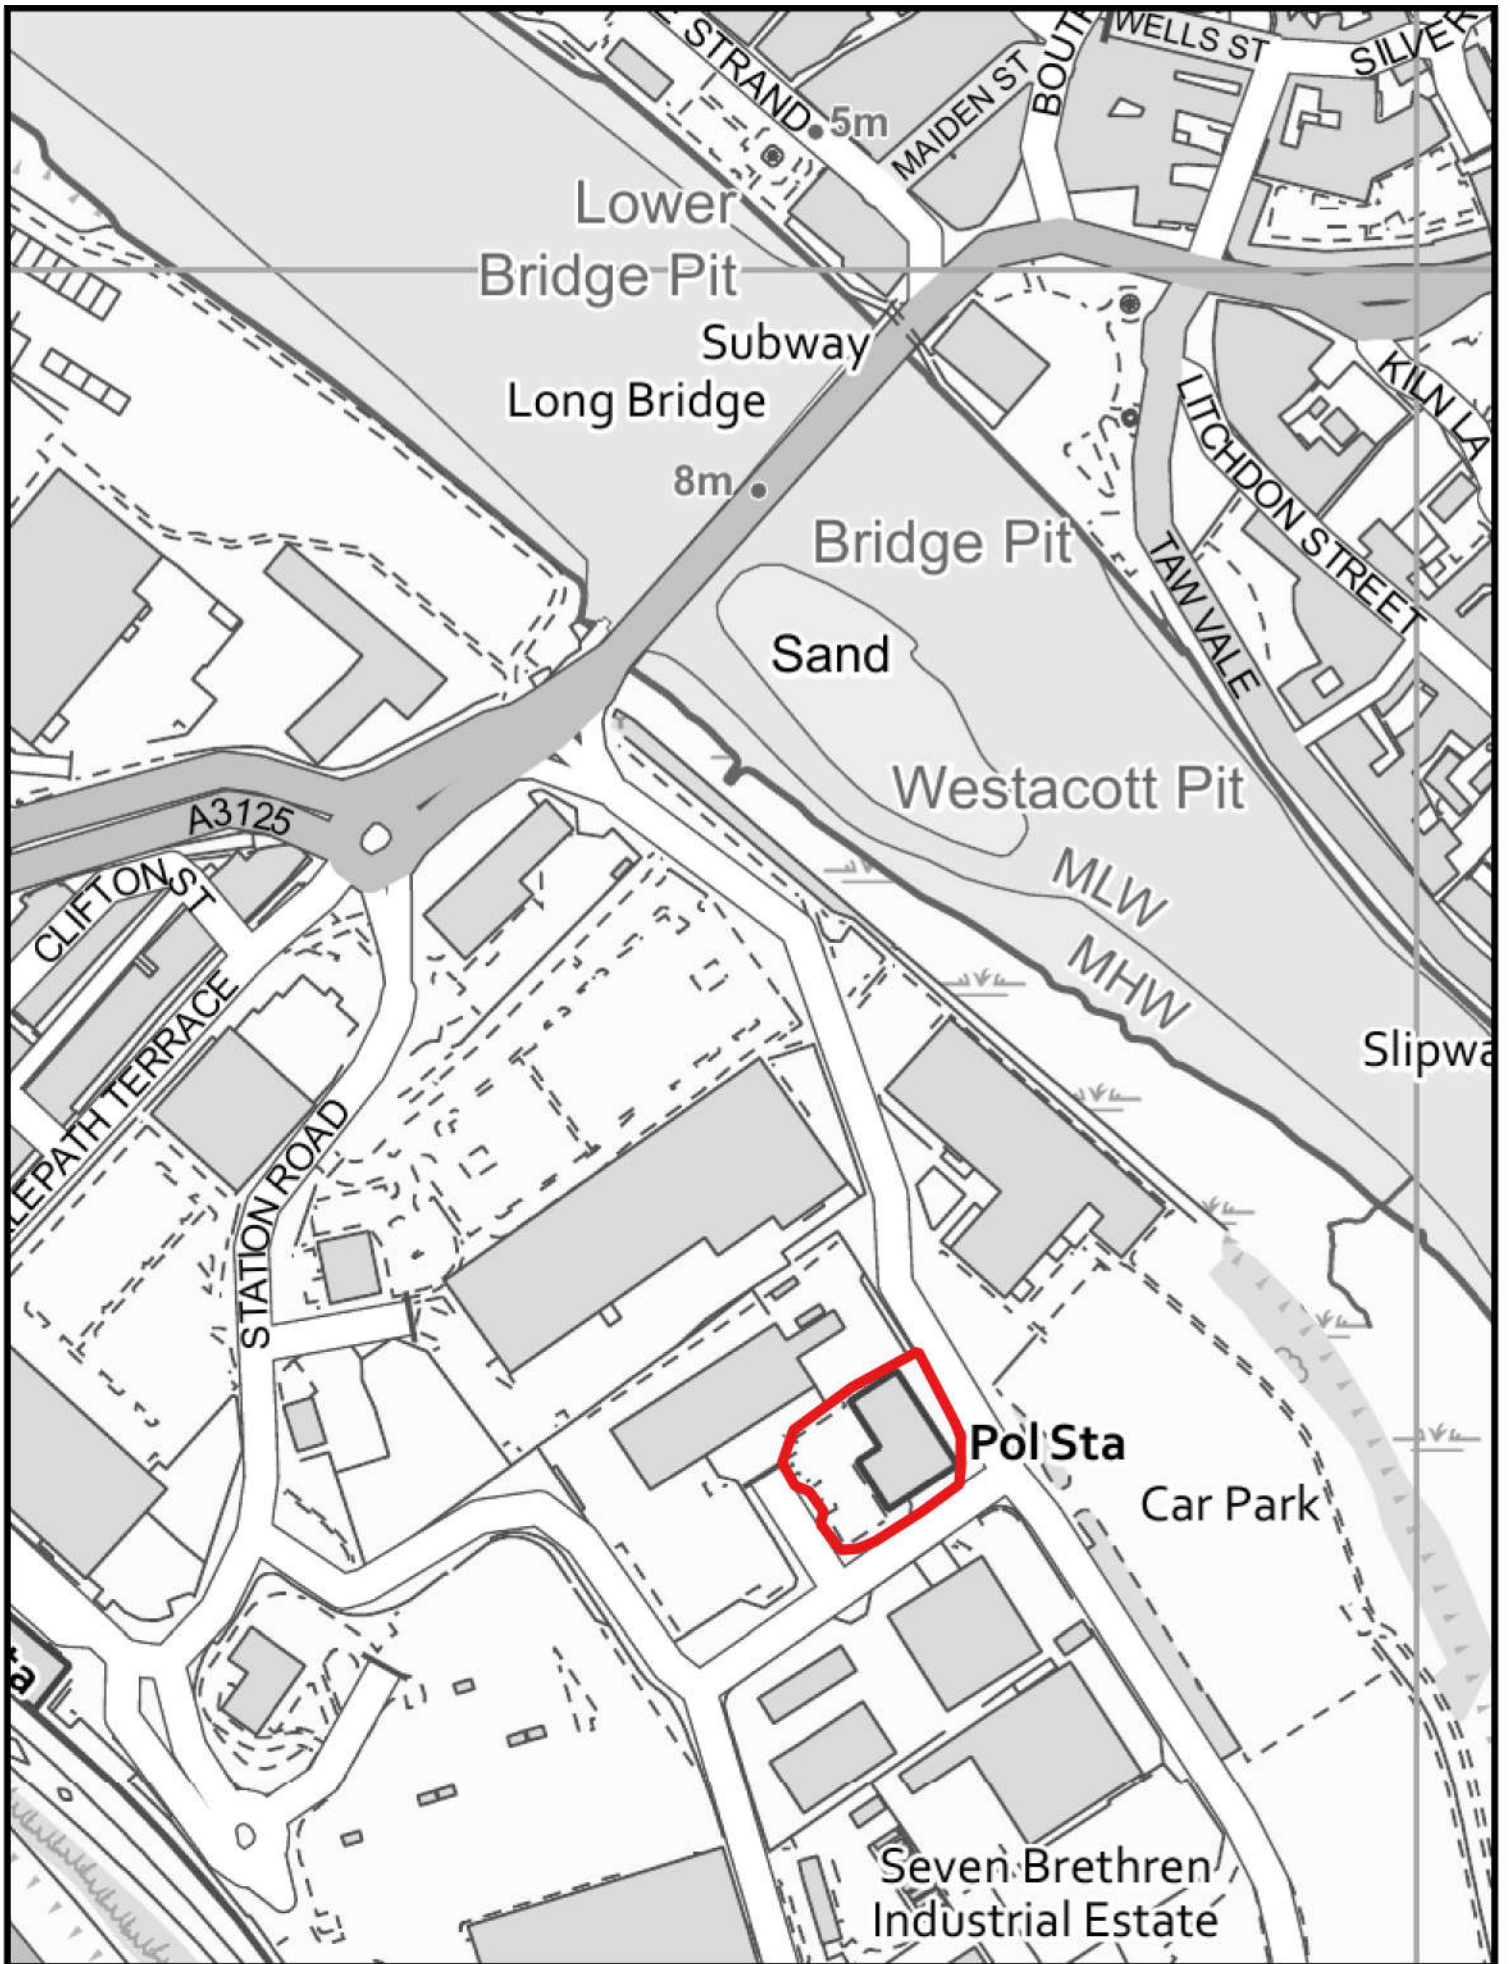 STRAND
WELLS ST
SILVER
5m
MAIDEN ST
Lower
Bridge Pit
Subway
Long Bridge
KILN LA
8m
LITCHDON STREET
Bridge Pit
TAW VALE
Sand
Westacott Pit
A3125
MLW
CLIFTON ST
MHW
Slipwa
LEPATH TERRACE
STATION ROAD
Pol Sta
Car Park
ta
Seven Brethren
Industrial Estate